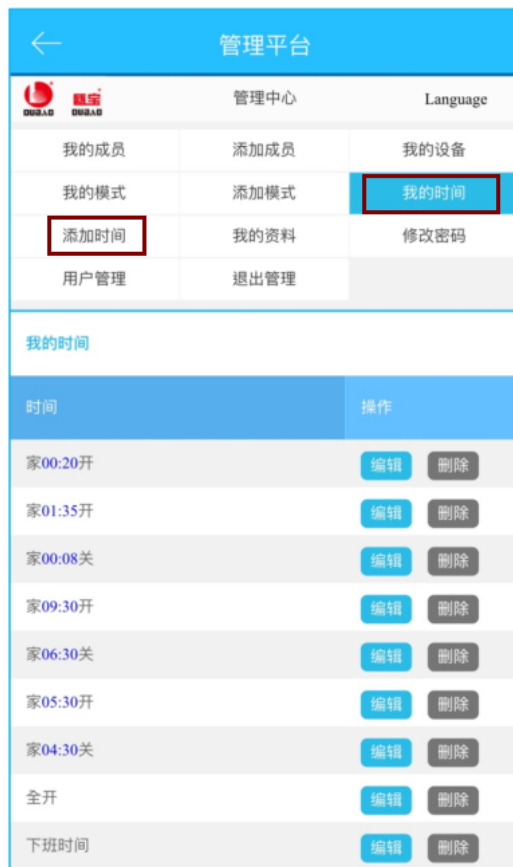 管理平台
OUBAO 瓯宝 OUBAO 管理中心 Language
我的成员 添加成员 我的设备
我的模式 添加模式 我的时间
添加时间 我的资料 修改密码
用户管理 退出管理
我的时间
时间 操作
家00:20开 编辑 删除
家01:35开 编辑 删除
家00:08关 编辑 删除
家09:30开 编辑 删除
家06:30关 编辑 删除
家05:30开 编辑 删除
家04:30关 编辑 删除
全开 编辑 删除
下班时间 编辑 删除